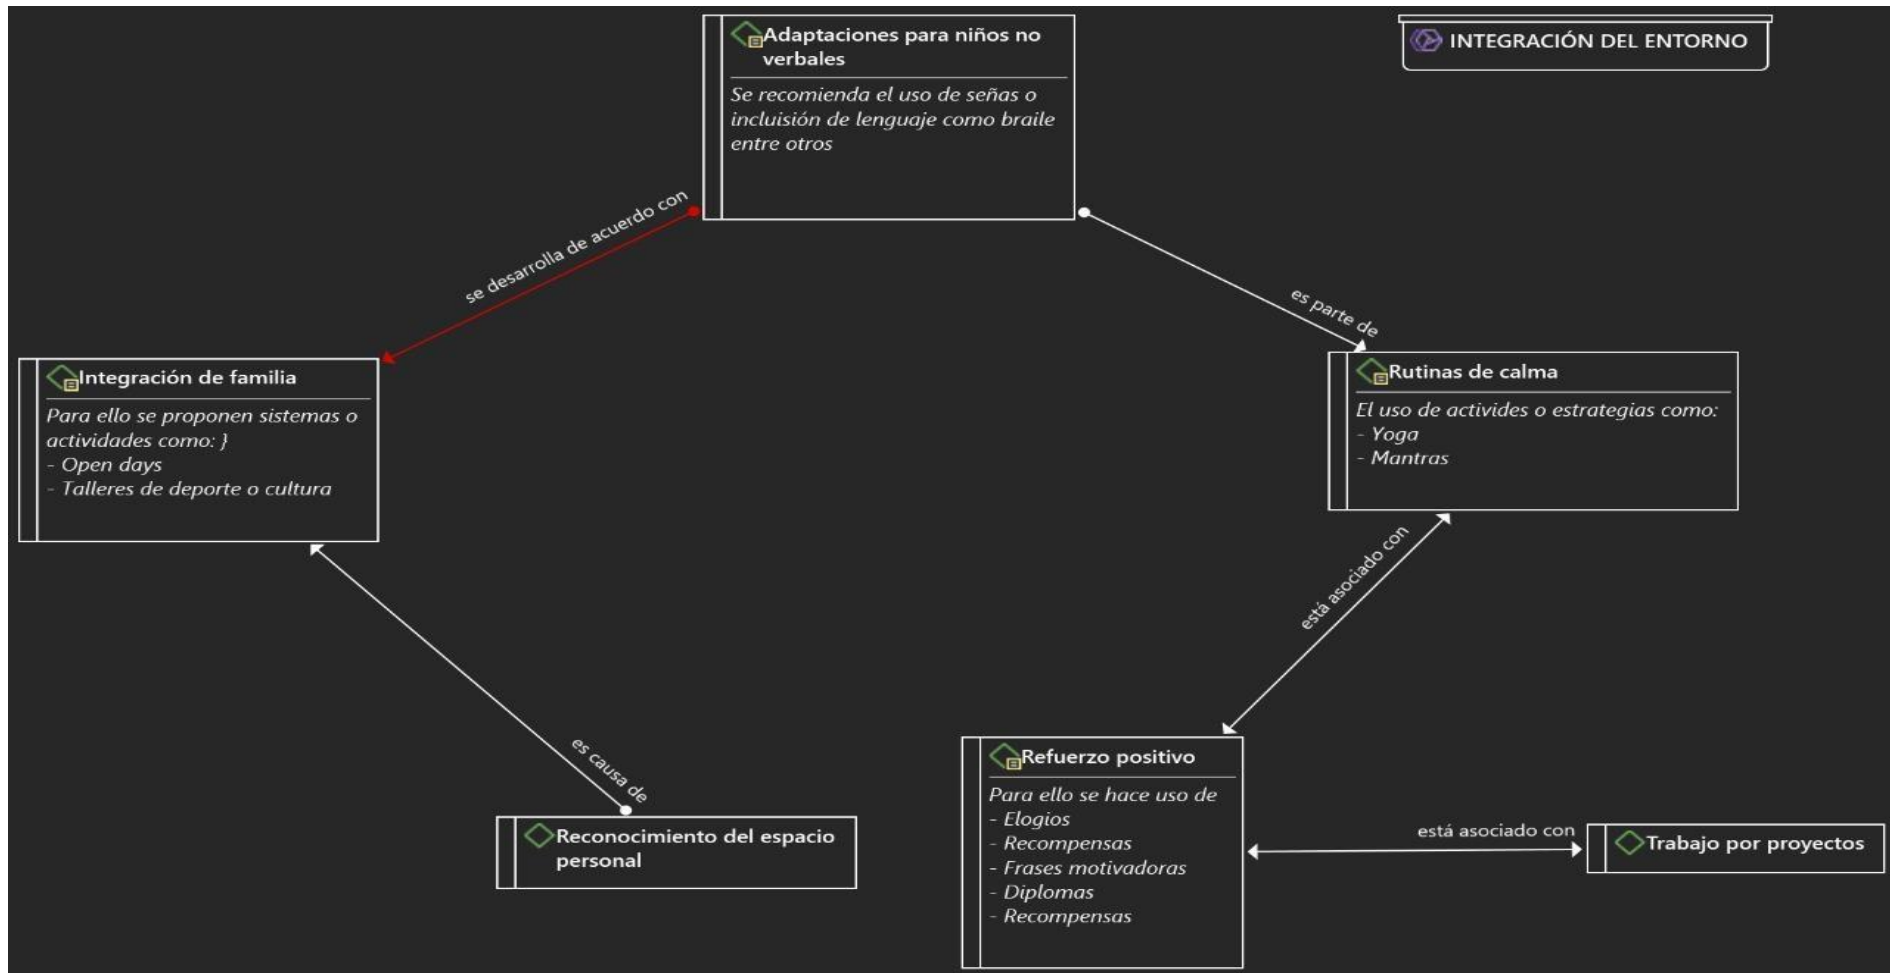 Adaptaciones para niños no
verbales
Se recomienda el uso de señas o
incluisión de lenguaje como braile
entre otros
INTEGRACIÓN DEL ENTORNO
se desarrolla de acuerdo con
es parte de
Integración de familia
Para ello se proponen sistemas o
actividades como: }
- Open days
- Talleres de deporte o cultura
Rutinas de calma
El uso de activides o estrategias como:
- Yoga
- Mantras
está asociado con
es causa de
Reconocimiento del espacio
personal
Refuerzo positivo
Para ello se hace uso de
- Elogios
- Recompensas
- Frases motivadoras
- Diplomas
- Recompensas
está asociado con
Trabajo por proyectos